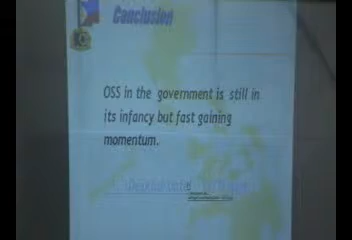 Conclusion
OSS in the government is still in
its infancy but fast gaining
momentum.